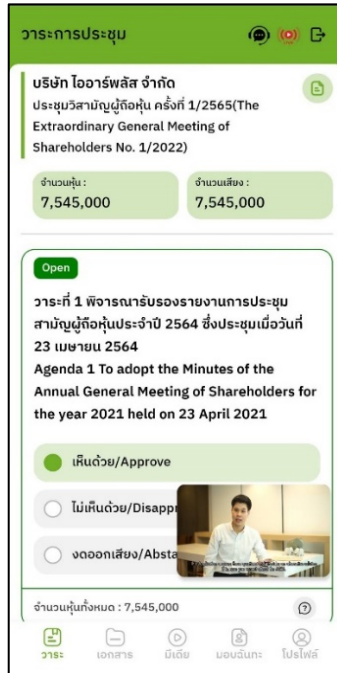 วาระการประชุม
บริษัท ไออาร์พลัส จำกัด
ประชุมวิสามัญผู้ถือหุ้น ครั้งที่ 1/2565(The
Extraordinary General Meeting of
Shareholders No. 1/2022)
จำนวนหุ้น :
7,545,000
จำนวนเสียง :
7,545,000
Open
วาระที่ 1 พิจารณารับรองรายงานการประชุม
สามัญผู้ถือหุ้นประจำปี 2564 ซึ่งประชุมเมื่อวันที่
23 เมษายน 2564
Agenda 1 To adopt the Minutes of the
Annual General Meeting of Shareholders for
the year 2021 held on 23 April 2021
เห็นด้วย/Approve
ไม่เห็นด้วย/Disappr
งดออกเสียง/Absta
จำนวนหุ้นทั้งหมด : 7,545,000
วาระ
เอกสาร
มีเดีย
มอบฉันทะ
โปรไฟล์